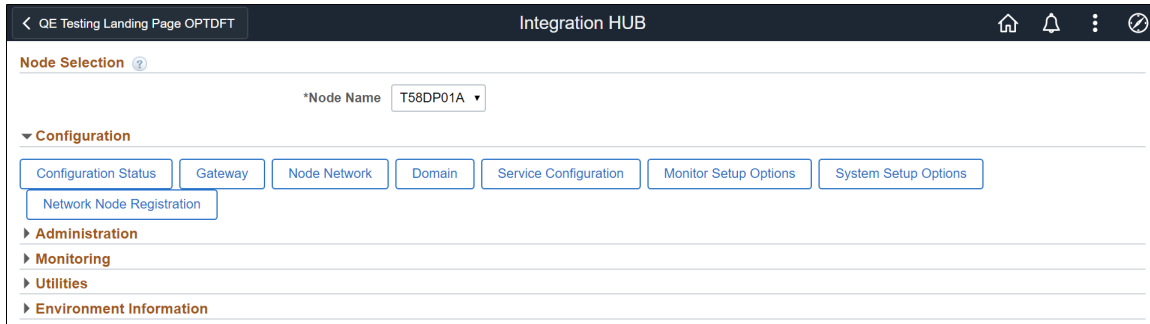 QE Testing Landing Page OPTDFT Integration HUB
Node Selection ?
*Node Name T58DP01A
Configuration
Configuration Status Gateway Node Network Domain Service Configuration Monitor Setup Options System Setup Options
Network Node Registration
Administration
Monitoring
Utilities
Environment Information